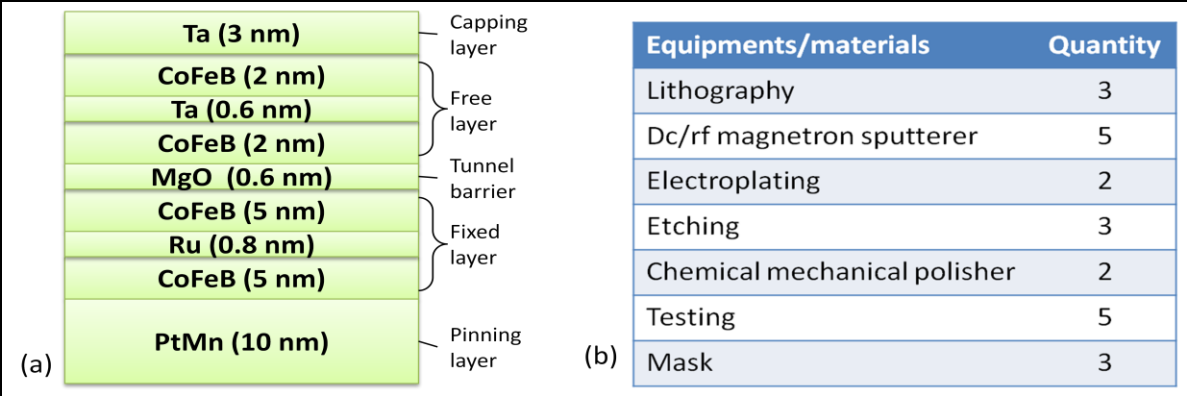 Ta (3 nm)
Capping
layer
CoFeB (2 nm)
Ta (0.6 nm)
CoFeB (2 nm)
Free
layer
MgO (0.6 nm)
Tunnel
barrier
CoFeB (5 nm)
Ru (0.8 nm)
CoFeB (5 nm)
Fixed
layer
PtMn (10 nm)
Pinning
layer
(a)
Equipments/materials Quantity
Lithography 3
Dc/rf magnetron sputterer 5
Electroplating 2
Etching 3
Chemical mechanical polisher 2
Testing 5
Mask 3
(b)